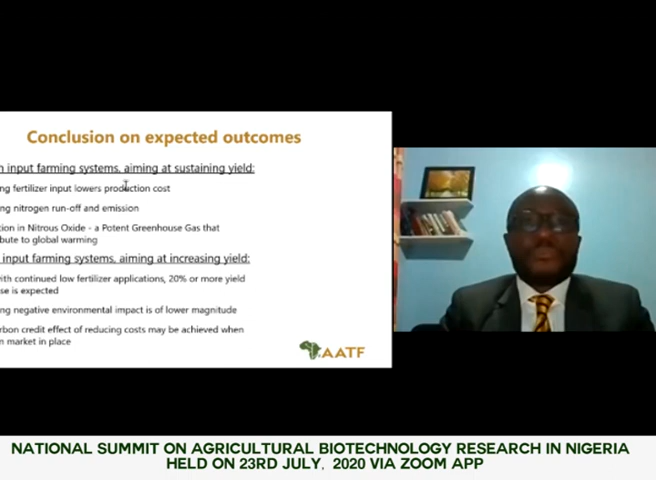 Conclusion on expected outcomes
input farming systems, aiming at sustaining yield:
ng fertilizer input lowers production cost
ng nitrogen run-off and emission
tion in Nitrous Oxide - a Potent Greenhouse Gas that
bute to global warming
input farming systems, aiming at increasing yield:
ith continued low fertilizer applications, 20% or more yield
se is expected
ng negative environmental impact is of lower magnitude
rbon credit effect of reducing costs may be achieved when
m market in place
AATF
NATIONAL SUMMIT ON AGRICULTURAL BIOTECHNOLOGY RESEARCH IN NIGERIA
HELD ON 23RD JULY, 2020 VIA ZOOM APP